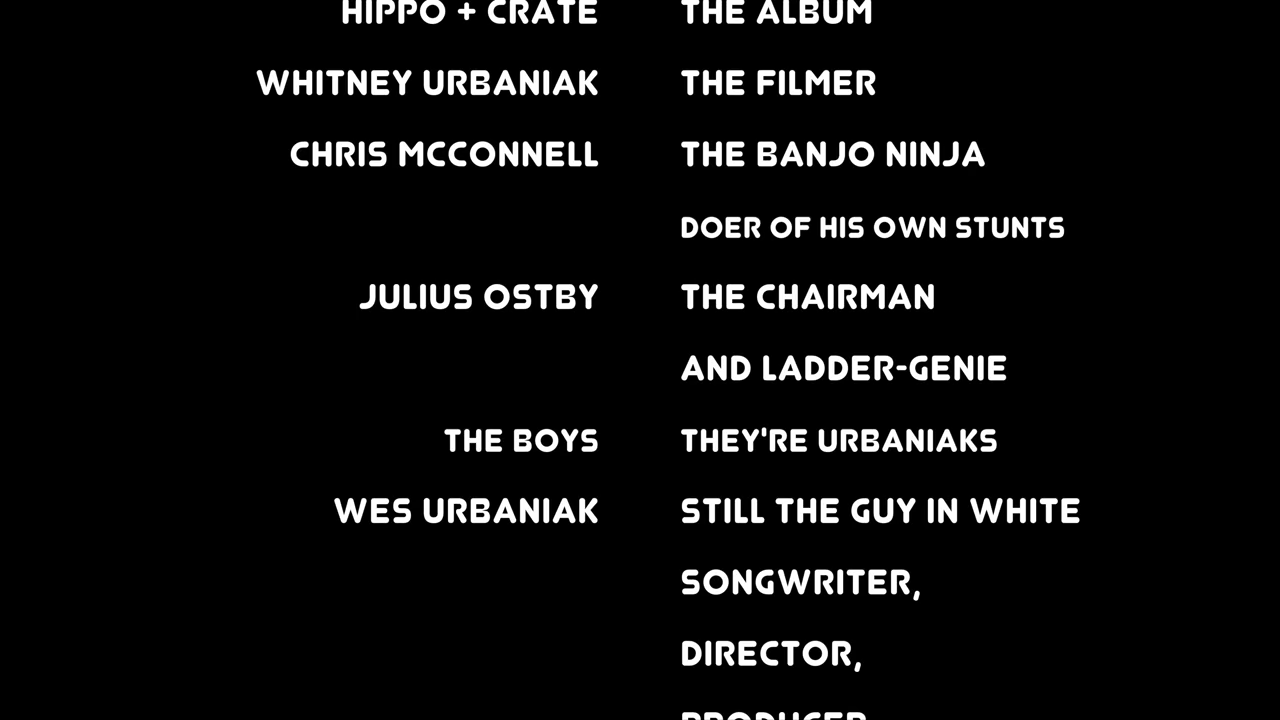 HIPPO + CRATE THE ALBUM
WHITNEY URBANIAK THE FILMER
CHRIS MCCONNELL THE BANJO NINJA
DOER OF HIS OWN STUNTS
JULIUS OSTBY THE CHAIRMAN
AND LADDER-GENIE
THE BOYS THEY'RE URBANIAKS
WES URBANIAK STILL THE GUY IN WHITE
SONGWRITER,
DIRECTOR,
PRODUCER